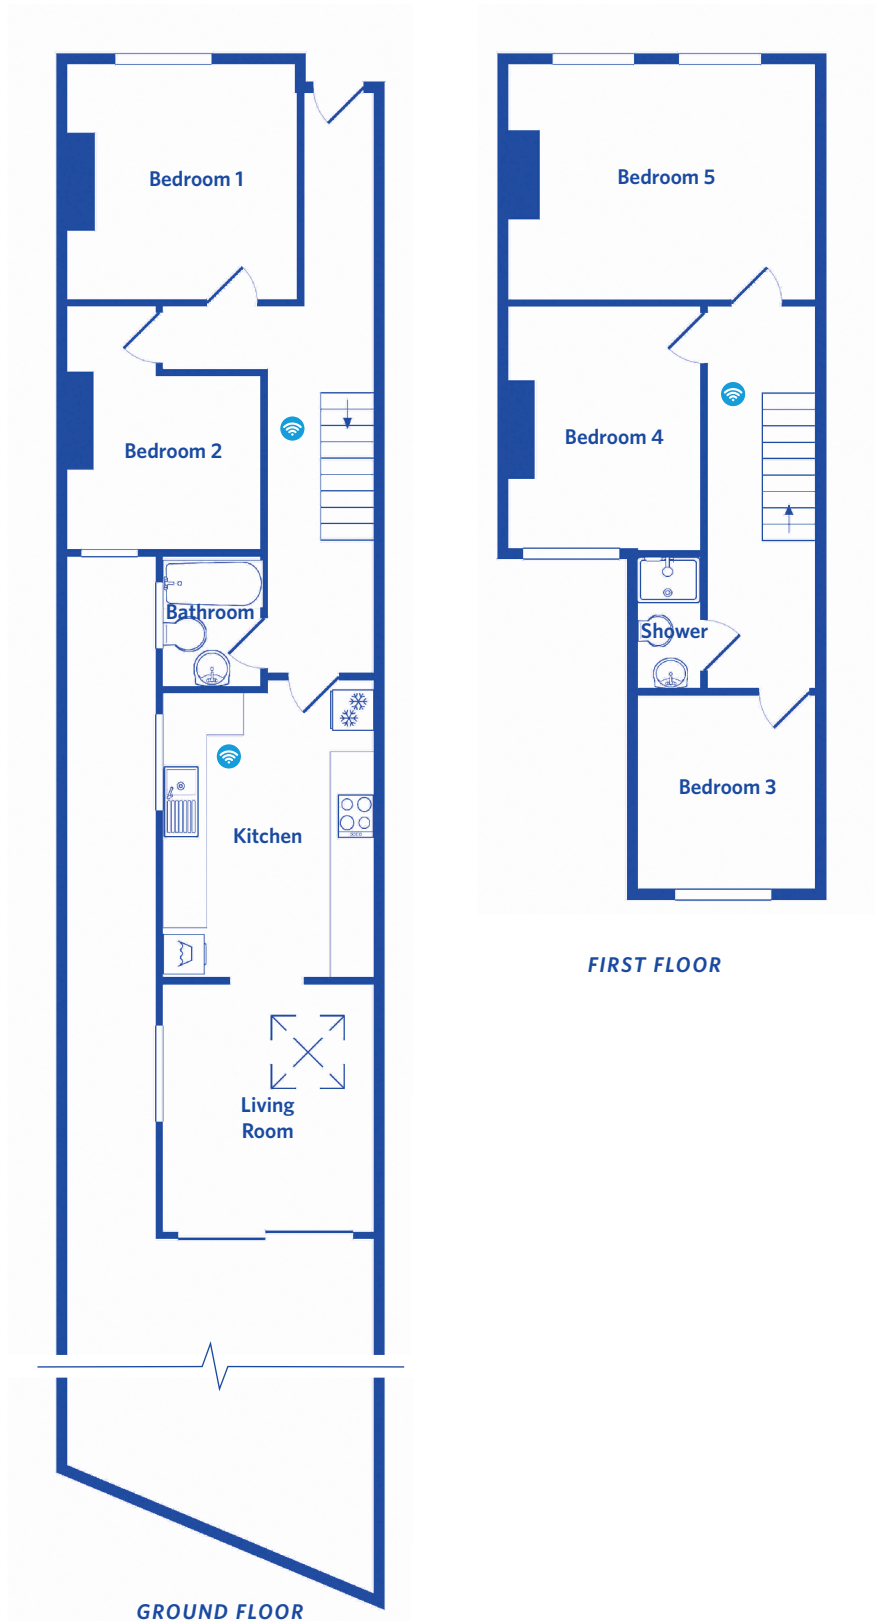 Bedroom 1
Bedroom 2
Bathroom
Kitchen
Living
Room
GROUND FLOOR
Bedroom 5
Bedroom 4
Shower
Bedroom 3
FIRST FLOOR